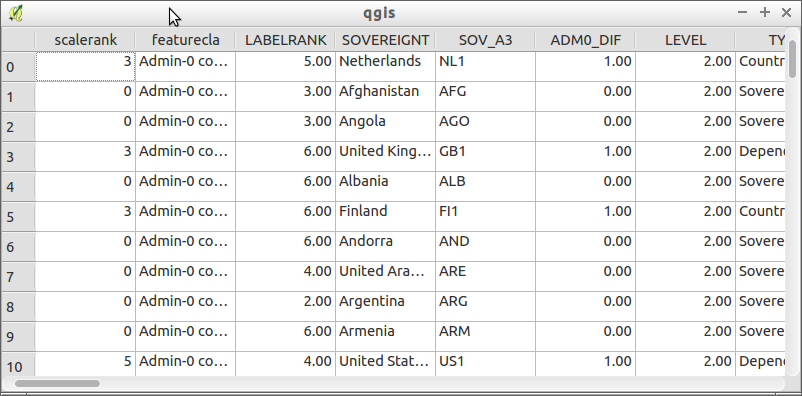 qgis
scalerank featurecla LABELRANK SOVEREIGNT SOV_A3 ADM0_DIF LEVEL TY
0 3 Admin-0 co... 5.00 Netherlands NL1 1.00 2.00 Countr
1 0 Admin-0 co... 3.00 Afghanistan AFG 0.00 2.00 Sovere
2 0 Admin-0 co... 3.00 Angola AGO 0.00 2.00 Sovere
3 3 Admin-0 co... 6.00 United King... GB1 1.00 2.00 Depend
4 0 Admin-0 co... 6.00 Albania ALB 0.00 2.00 Sovere
5 3 Admin-0 co... 6.00 Finland FI1 1.00 2.00 Countr
6 0 Admin-0 co... 6.00 Andorra AND 0.00 2.00 Sovere
7 0 Admin-0 co... 4.00 United Ara... ARE 0.00 2.00 Sovere
8 0 Admin-0 co... 2.00 Argentina ARG 0.00 2.00 Sovere
9 0 Admin-0 co... 6.00 Armenia ARM 0.00 2.00 Sovere
10 5 Admin-0 co... 4.00 United Stat... US1 1.00 2.00 Depend